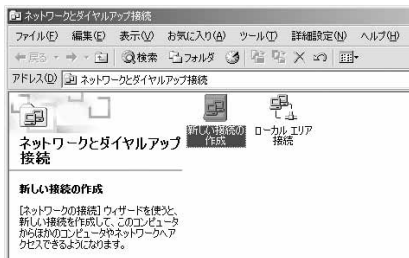 ネットワークとダイヤルアップ接続
ファイル(F) 編集(E) 表示(V) お気に入り(A) ツール(T) 詳細設定(N) ヘルプ(H)
戻る 検索 フォルダ
アドレス(D) ネットワークとダイヤルアップ接続
ネットワークとダイヤルアップ
接続
新しい接続の
作成
ローカル エリア
接続
新しい接続の作成
[ネットワークの接続] ウィザードを使うと、
新しい接続を作成して、このコンピュータ
からほかのコンピュータやネットワークへア
クセスできるようになります。